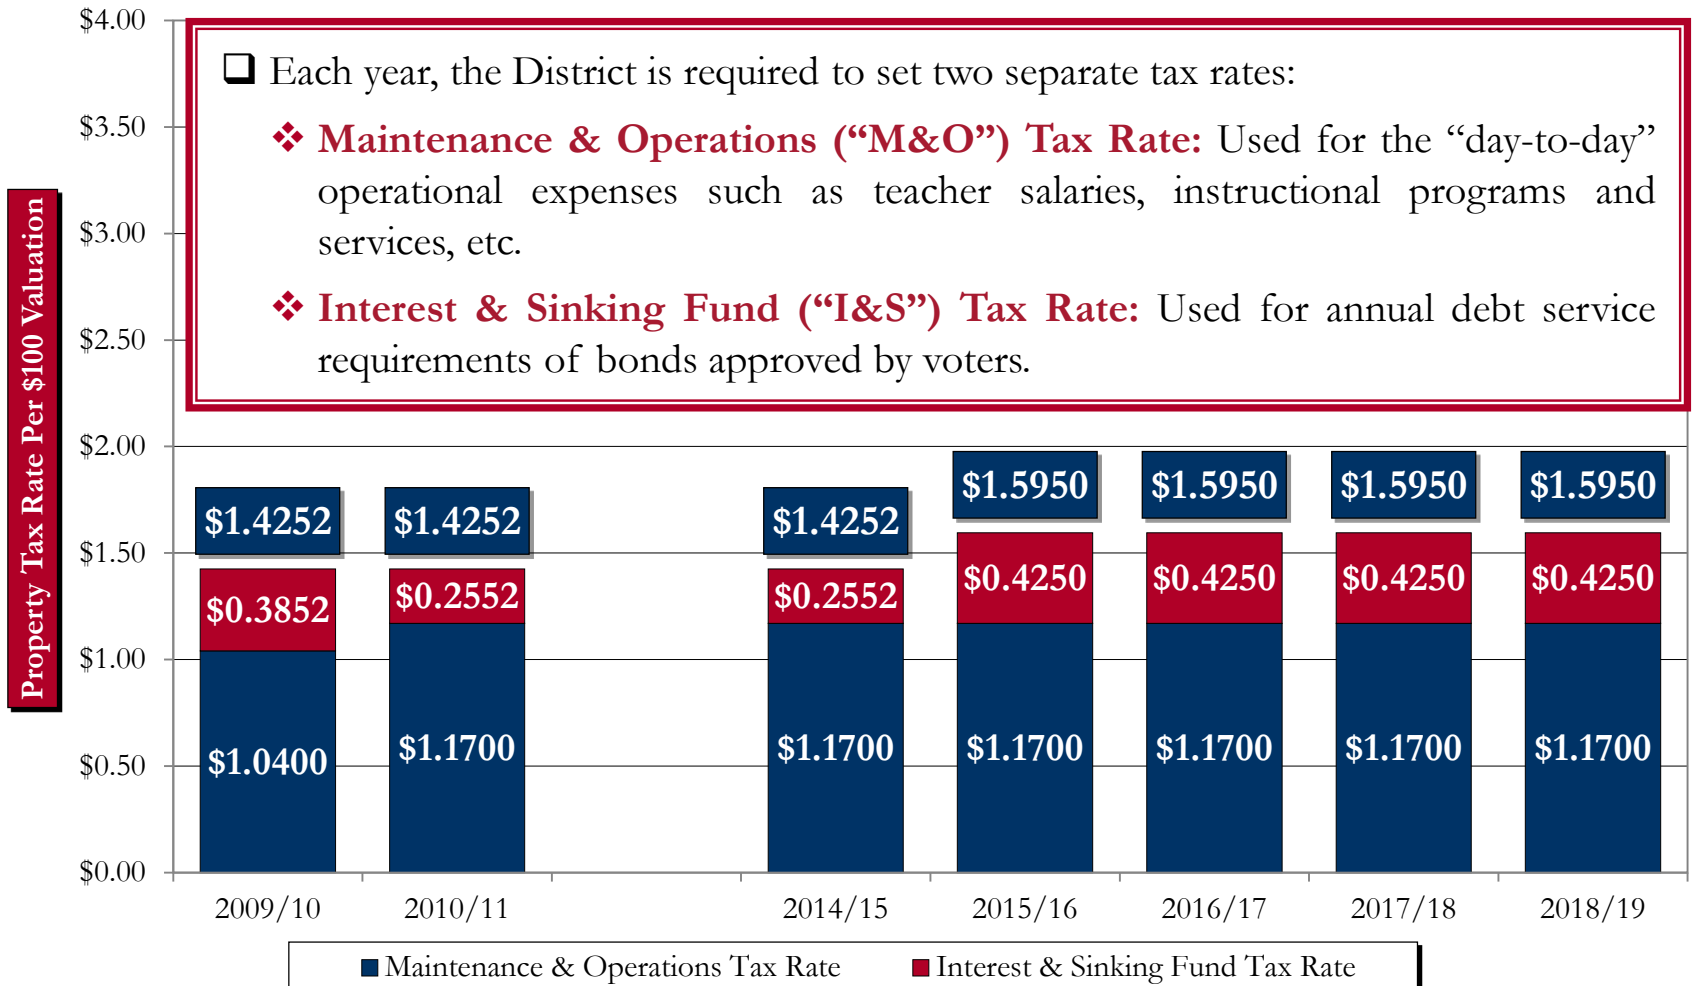 $4.00
$3.50
$3.00
$2.50
$2.00
$1.50
$1.00
$0.50
$0.00
Property Tax Rate Per $100 Valuation
❑ Each year, the District is required to set two separate tax rates:
❖ Maintenance & Operations (“M&O”) Tax Rate: Used for the “day-to-day”
operational expenses such as teacher salaries, instructional programs and
services, etc.
❖ Interest & Sinking Fund (“I&S”) Tax Rate: Used for annual debt service
requirements of bonds approved by voters.
$1.4252 $1.4252 $1.4252 $1.5950 $1.5950 $1.5950 $1.5950
$0.3852 $0.2552 $0.2552 $0.4250 $0.4250 $0.4250 $0.4250
$1.0400 $1.1700 $1.1700 $1.1700 $1.1700 $1.1700 $1.1700
2009/10 2010/11 2014/15 2015/16 2016/17 2017/18 2018/19
Maintenance & Operations Tax Rate Interest & Sinking Fund Tax Rate